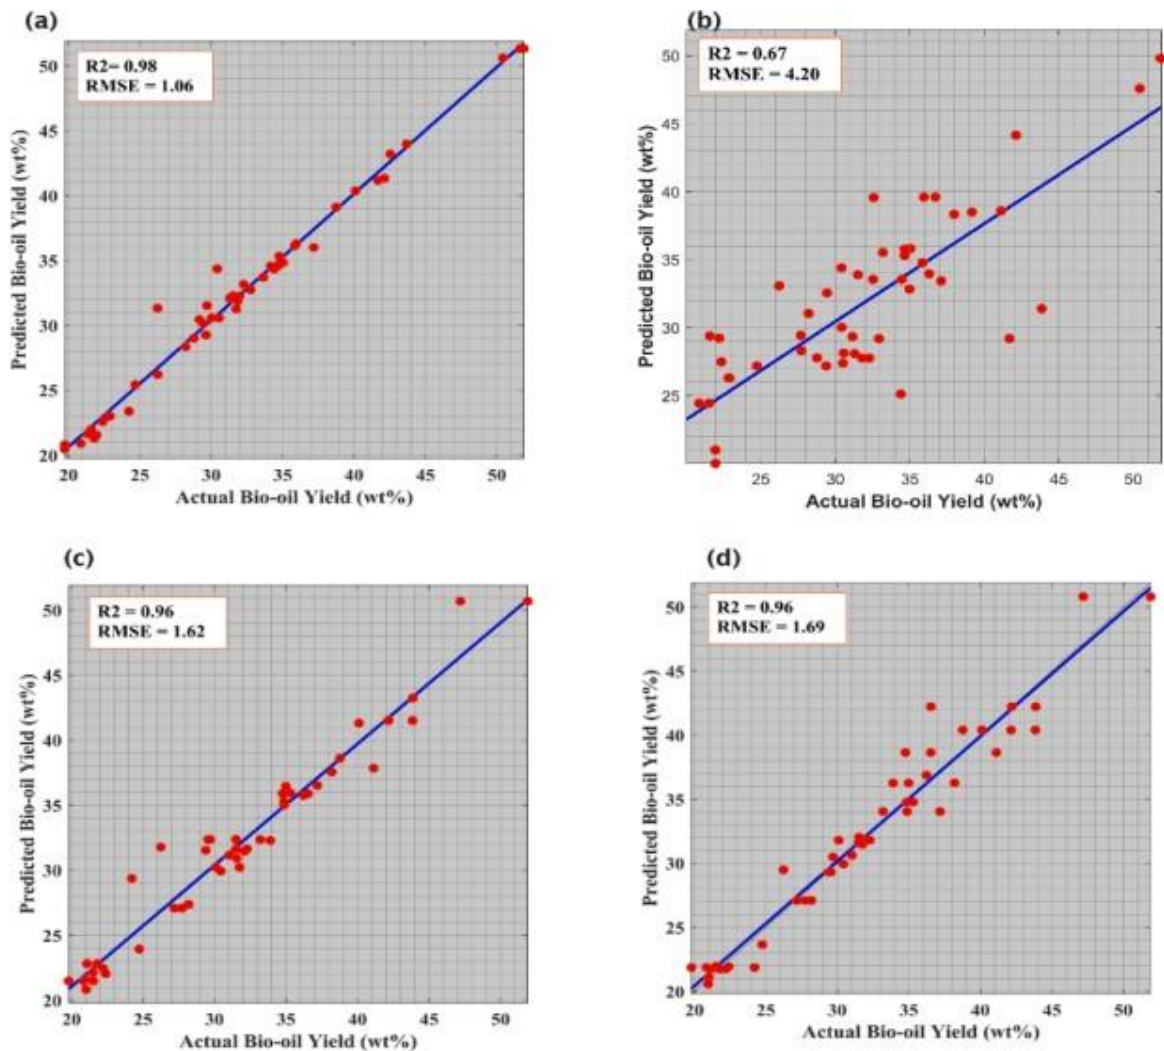 (a)
R2= 0.98
RMSE = 1.06
Predicted Bio-oil Yield (wt%)
50
45
40
35
30
25
20
20 25 30 35 40 45 50
Actual Bio-oil Yield (wt%)
(b)
R2 = 0.67
RMSE = 4.20
Predicted Bio-oil Yield (wt%)
50
45
40
35
30
25
25 30 35 40 45 50
Actual Bio-oil Yield (wt%)
(c)
R2 = 0.96
RMSE = 1.62
Predicted Bio-oil Yield (wt%)
50
45
40
35
30
25
20
20 25 30 35 40 45 50
Actual Bio-oil Yield (wt%)
(d)
R2 = 0.96
RMSE = 1.69
Predicted Bio-oil Yield (wt%)
50
45
40
35
30
25
20
20 25 30 35 40 45 50
Actual Bio-oil Yield (wt%)